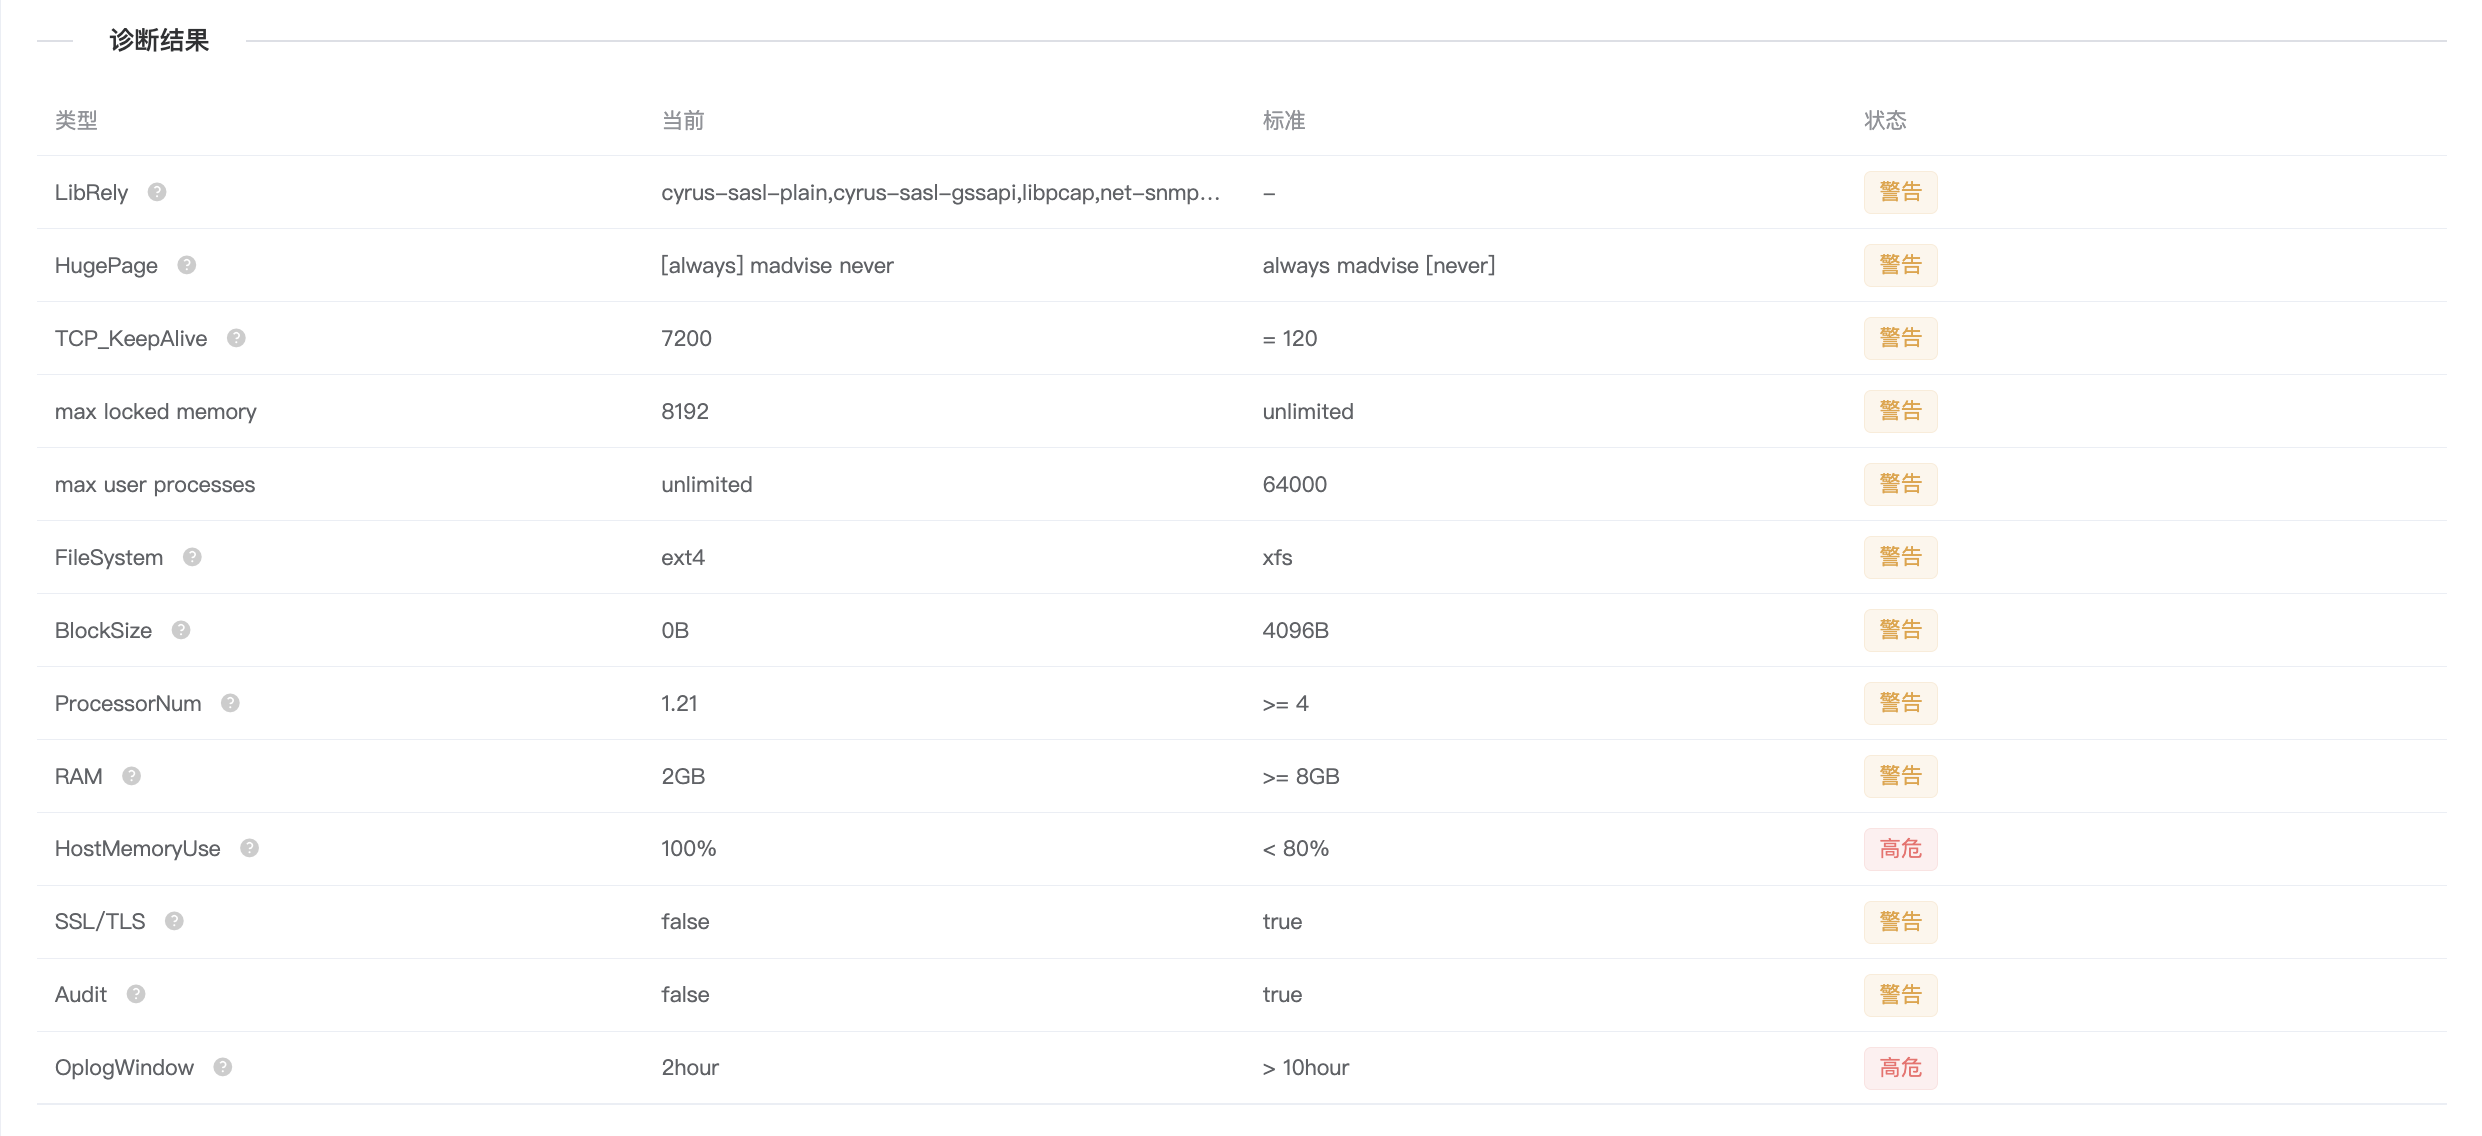 诊断结果
类型 当前 标准 状态
LibRely cyrus-sasl-plain,cyrus-sasl-gssapi,libpcap,net-snmp... - 警告
HugePage [always] madvise never always madvise [never] 警告
TCP_KeepAlive 7200 = 120 警告
max locked memory 8192 unlimited 警告
max user processes unlimited 64000 警告
FileSystem ext4 xfs 警告
BlockSize 0B 4096B 警告
ProcessorNum 1.21 >= 4 警告
RAM 2GB >= 8GB 警告
HostMemoryUse 100% < 80% 高危
SSL/TLS false true 警告
Audit false true 警告
OplogWindow 2hour > 10hour 高危